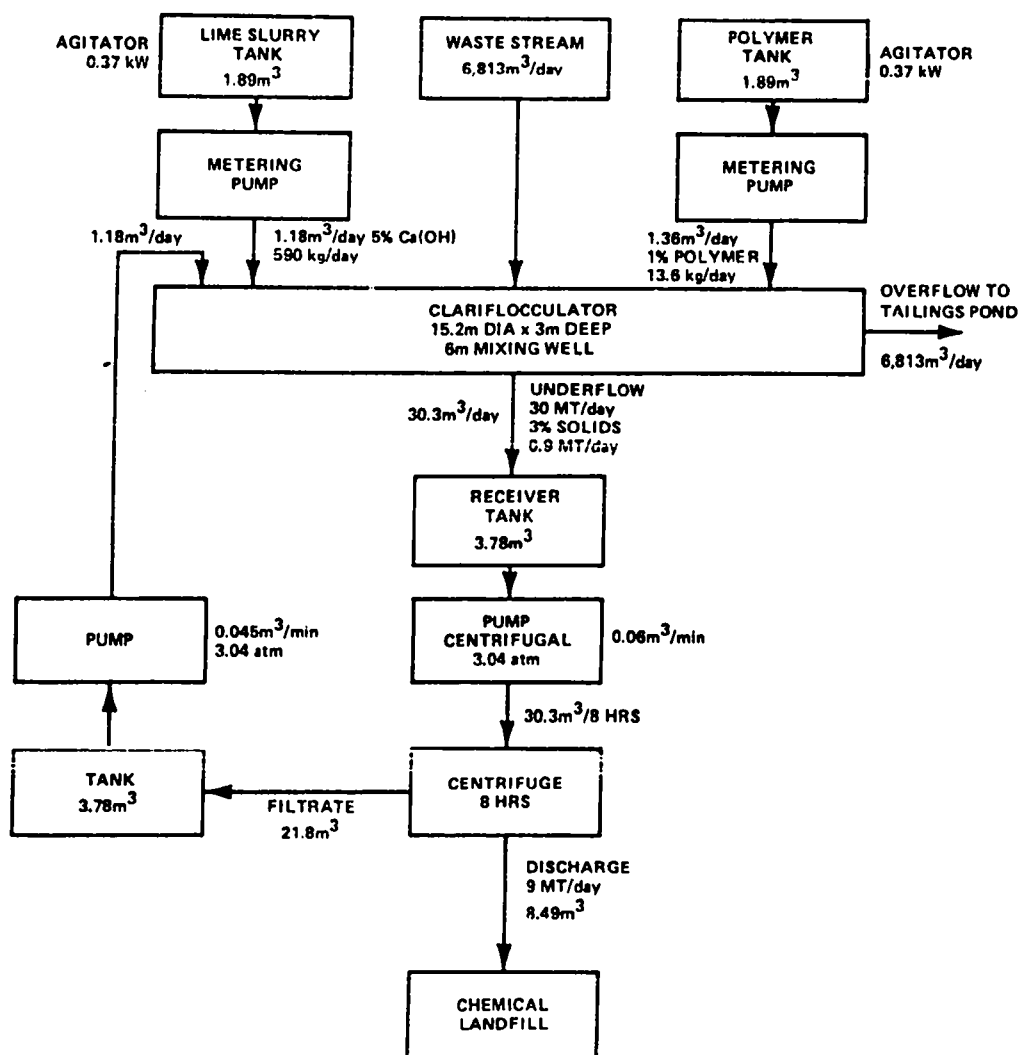 AGITATOR
0.37 kW
LIME SLURRY
TANK
1.89m³
WASTE STREAM
6,813m³/day
POLYMER
TANK
1.89m³
AGITATOR
0.37 kW
METERING
PUMP
METERING
PUMP
1.18m³/day
1.18m³/day 5% Ca(OH)
590 kg/day
1.36m³/day
1% POLYMER
13.6 kg/day
CLARIFLOCCULATOR
15.2m DIA x 3m DEEP
6m MIXING WELL
OVERFLOW TO
TAILINGS POND
6,813m³/day
30.3m³/day
UNDERFLOW
30 MT/day
3% SOLIDS
0.9 MT/day
RECEIVER
TANK
3.78m³
PUMP
0.045m³/min
3.04 atm
PUMP
CENTRIFUGAL
3.04 atm
0.06m³/min
30.3m³/8 HRS
TANK
3.78m³
FILTRATE
21.8m³
CENTRIFUGE
8 HRS
DISCHARGE
9 MT/day
8.49m³
CHEMICAL
LANDFILL